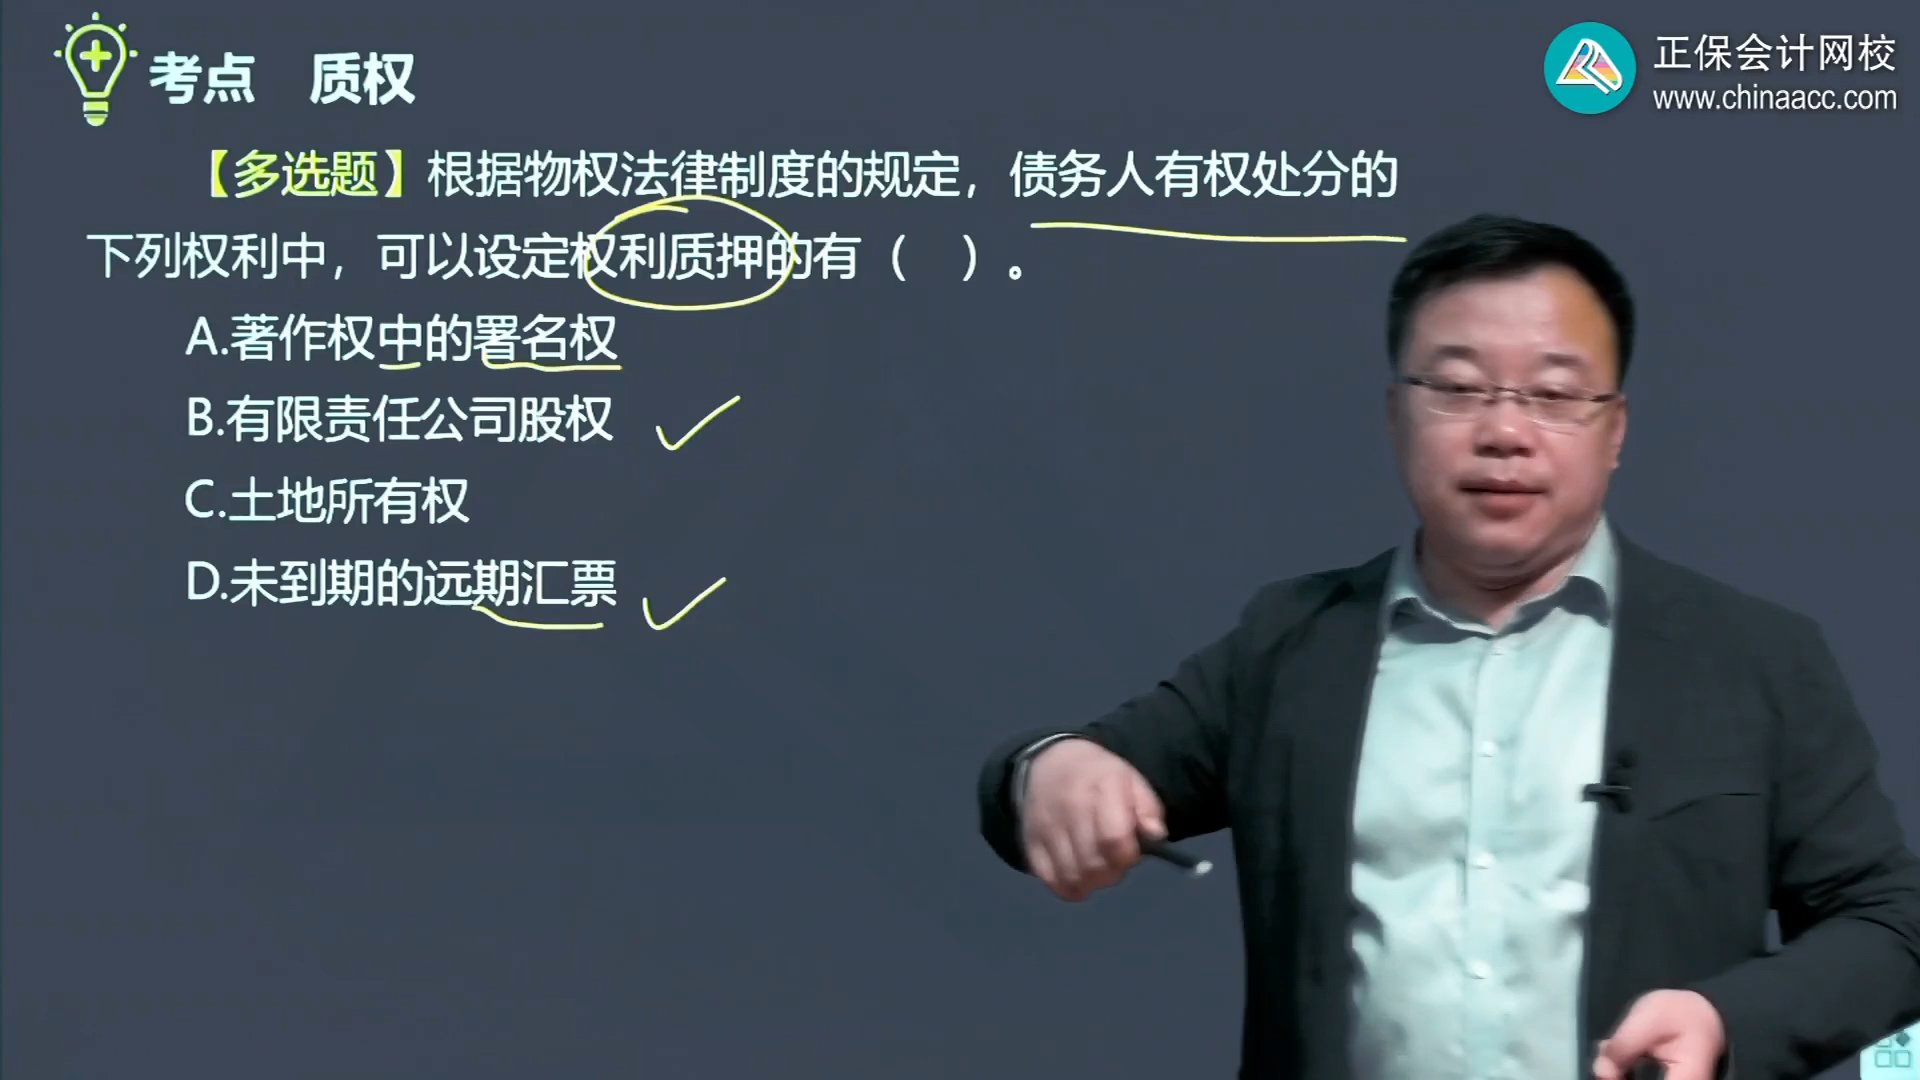 考点 质权
正保会计网校
www.chinaacc.com
【多选题】根据物权法律制度的规定，债务人有权处分的
下列权利中，可以设定权利质押的有（ ）。
A.著作权中的署名权
B.有限责任公司股权
C.土地所有权
D.未到期的远期汇票